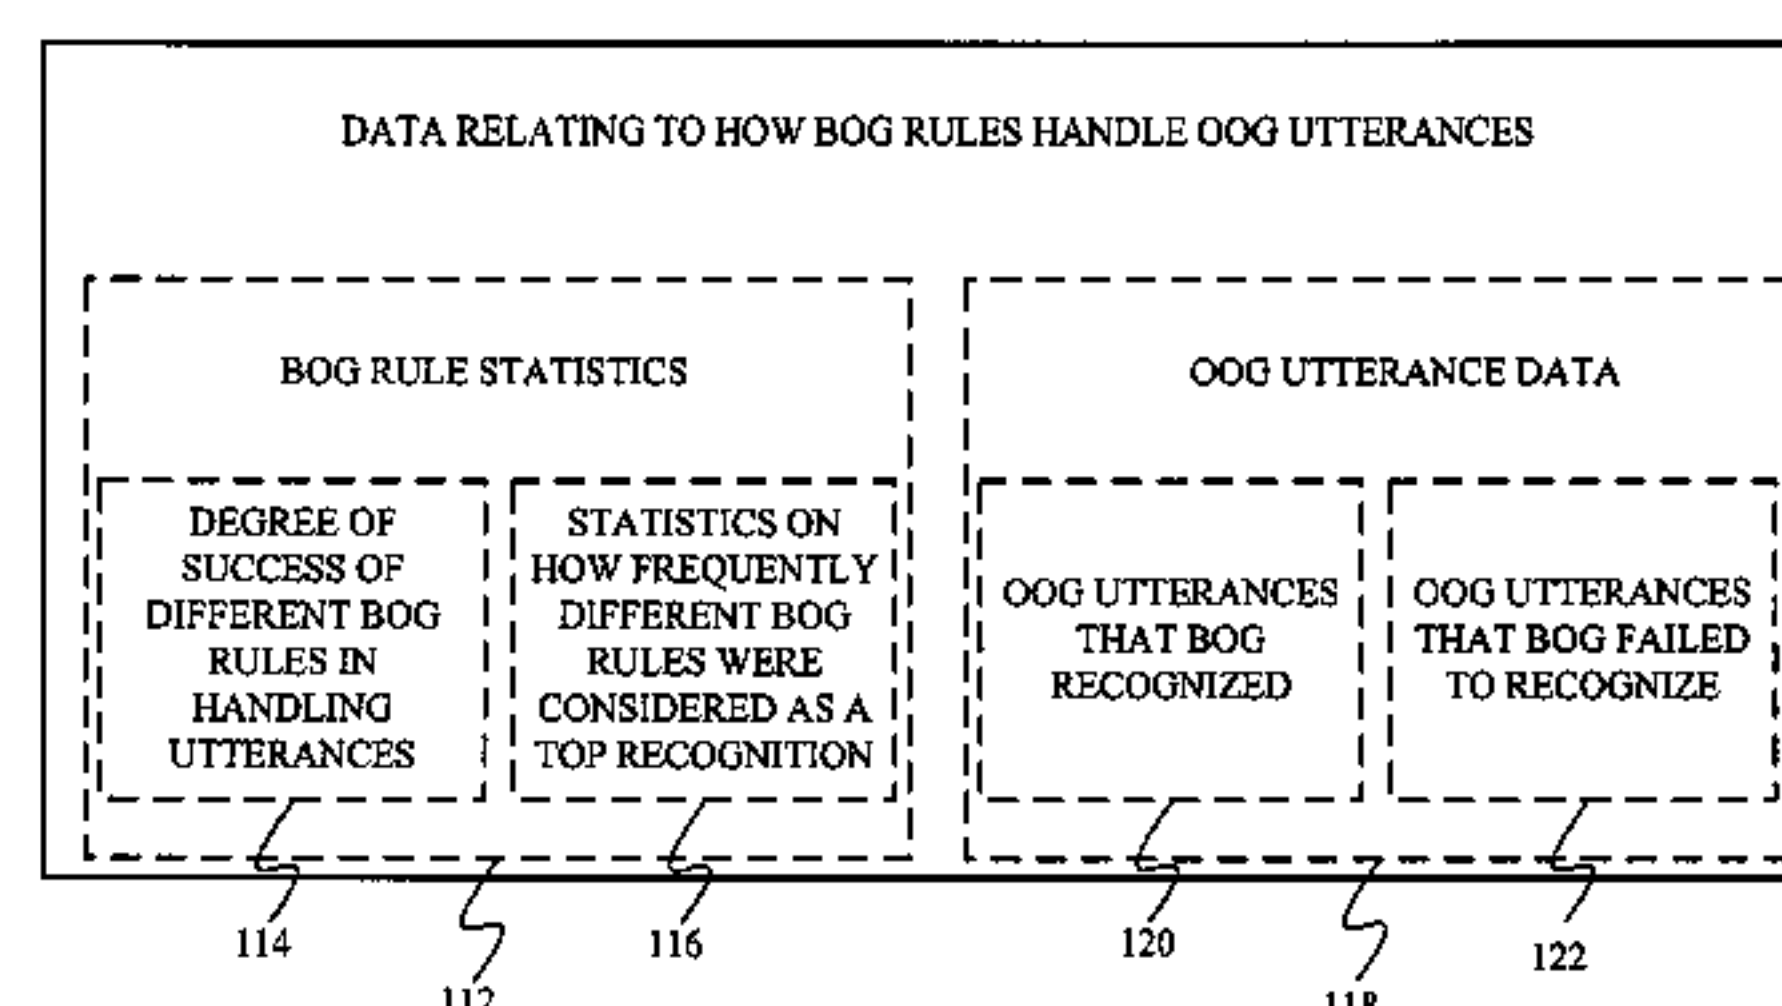 DATA RELATING TO HOW BOG RULES HANDLE OOG UTTERANCES
BOG RULE STATISTICS
DEGREE OF
SUCCESS OF
DIFFERENT BOG
RULES IN
HANDLING
UTTERANCES
STATISTICS ON
HOW FREQUENTLY
DIFFERENT BOG
RULES WERE
CONSIDERED AS A
TOP RECOGNITION
OOG UTTERANCE DATA
OOG UTTERANCES
THAT BOG
RECOGNIZED
OOG UTTERANCES
THAT BOG FAILED
TO RECOGNIZE
114
116
120
122
112
118